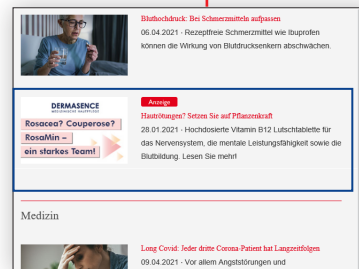 Bluthochdruck: Bei Schmerzmitteln aufpassen
06.04.2021 - Rezeptfreie Schmerzmittel wie Ibuprofen
können die Wirkung von Blutdrucksenkern abschwächen.
DERMASENCE
MEDIZINISCHE HAUTPFLEGE
Rosacea? Couperose?
RosaMin –
ein starkes Team!
Anzeige
Hautrötungen? Setzen Sie auf Pflanzenkraft
28.01.2021 - Hochdosierte Vitamin B12 Lutschtablette für
das Nervensystem, die mentale Leistungsfähigkeit sowie die
Blutbildung. Lesen Sie mehr!
Medizin
Long Covid: Jeder dritte Corona-Patient hat Langzeitfolgen
09.04.2021 - Vor allem Angststörungen und